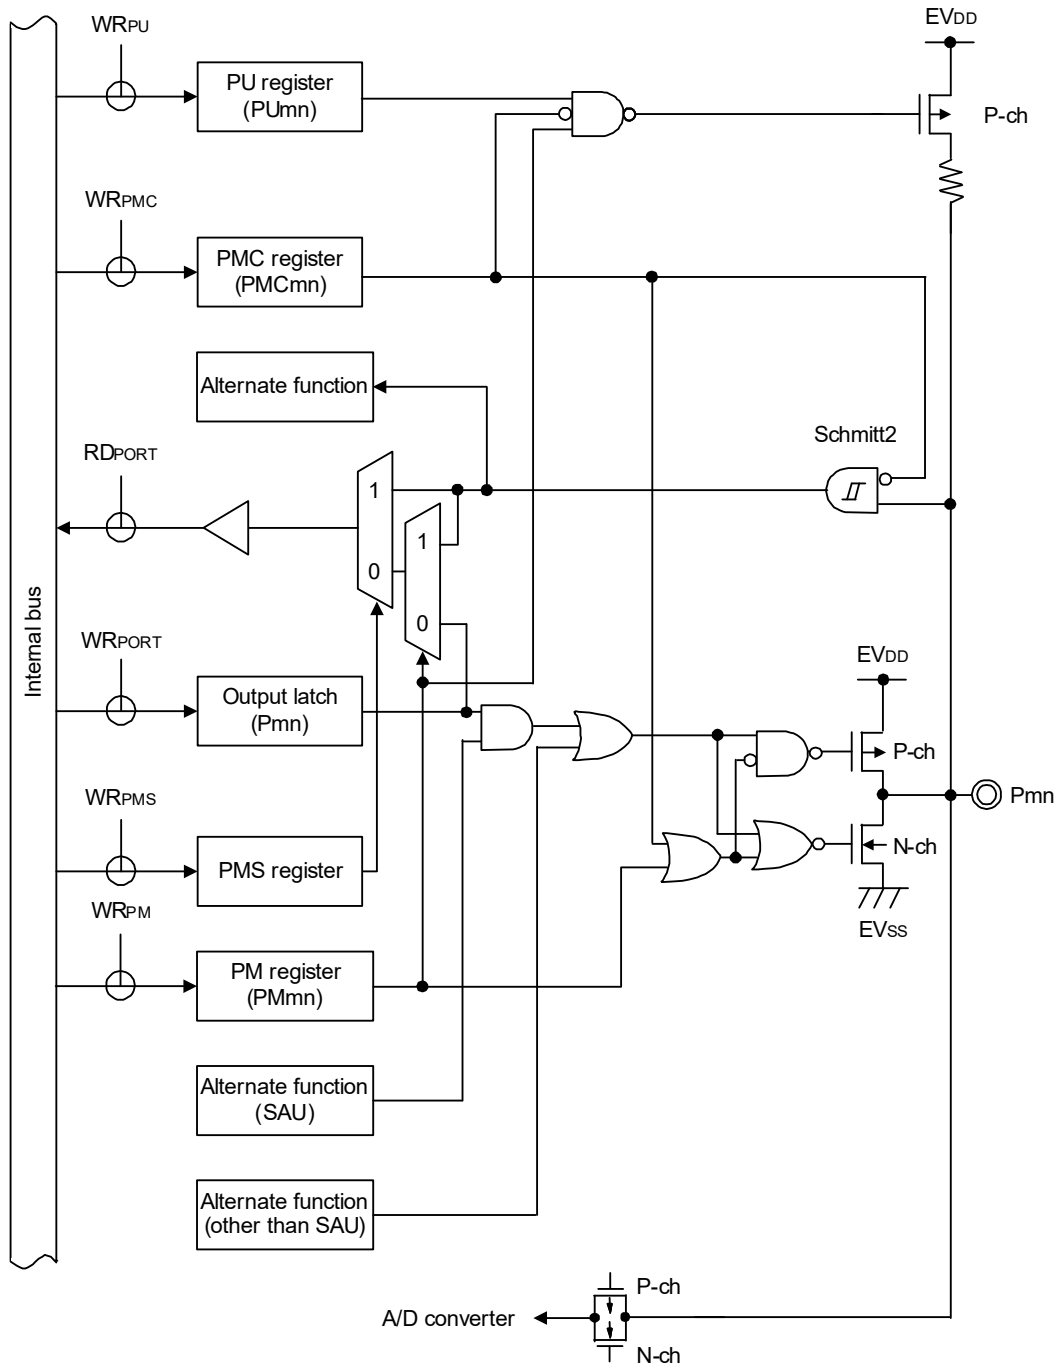 WRPU
EVDD
PU register
(PUmn)
P-ch
WRPMC
PMC register
(PMCmn)
Alternate function
Schmitt2
RDPORT
1
1
0
Internal bus
0
WRPORT
EVDD
Output latch
(Pmn)
P-ch
Pmn
WRPMS
N-ch
PMS register
WRPM
EVSS
PM register
(PMmn)
Alternate function
(SAU)
Alternate function
(other than SAU)
P-ch
A/D converter
N-ch